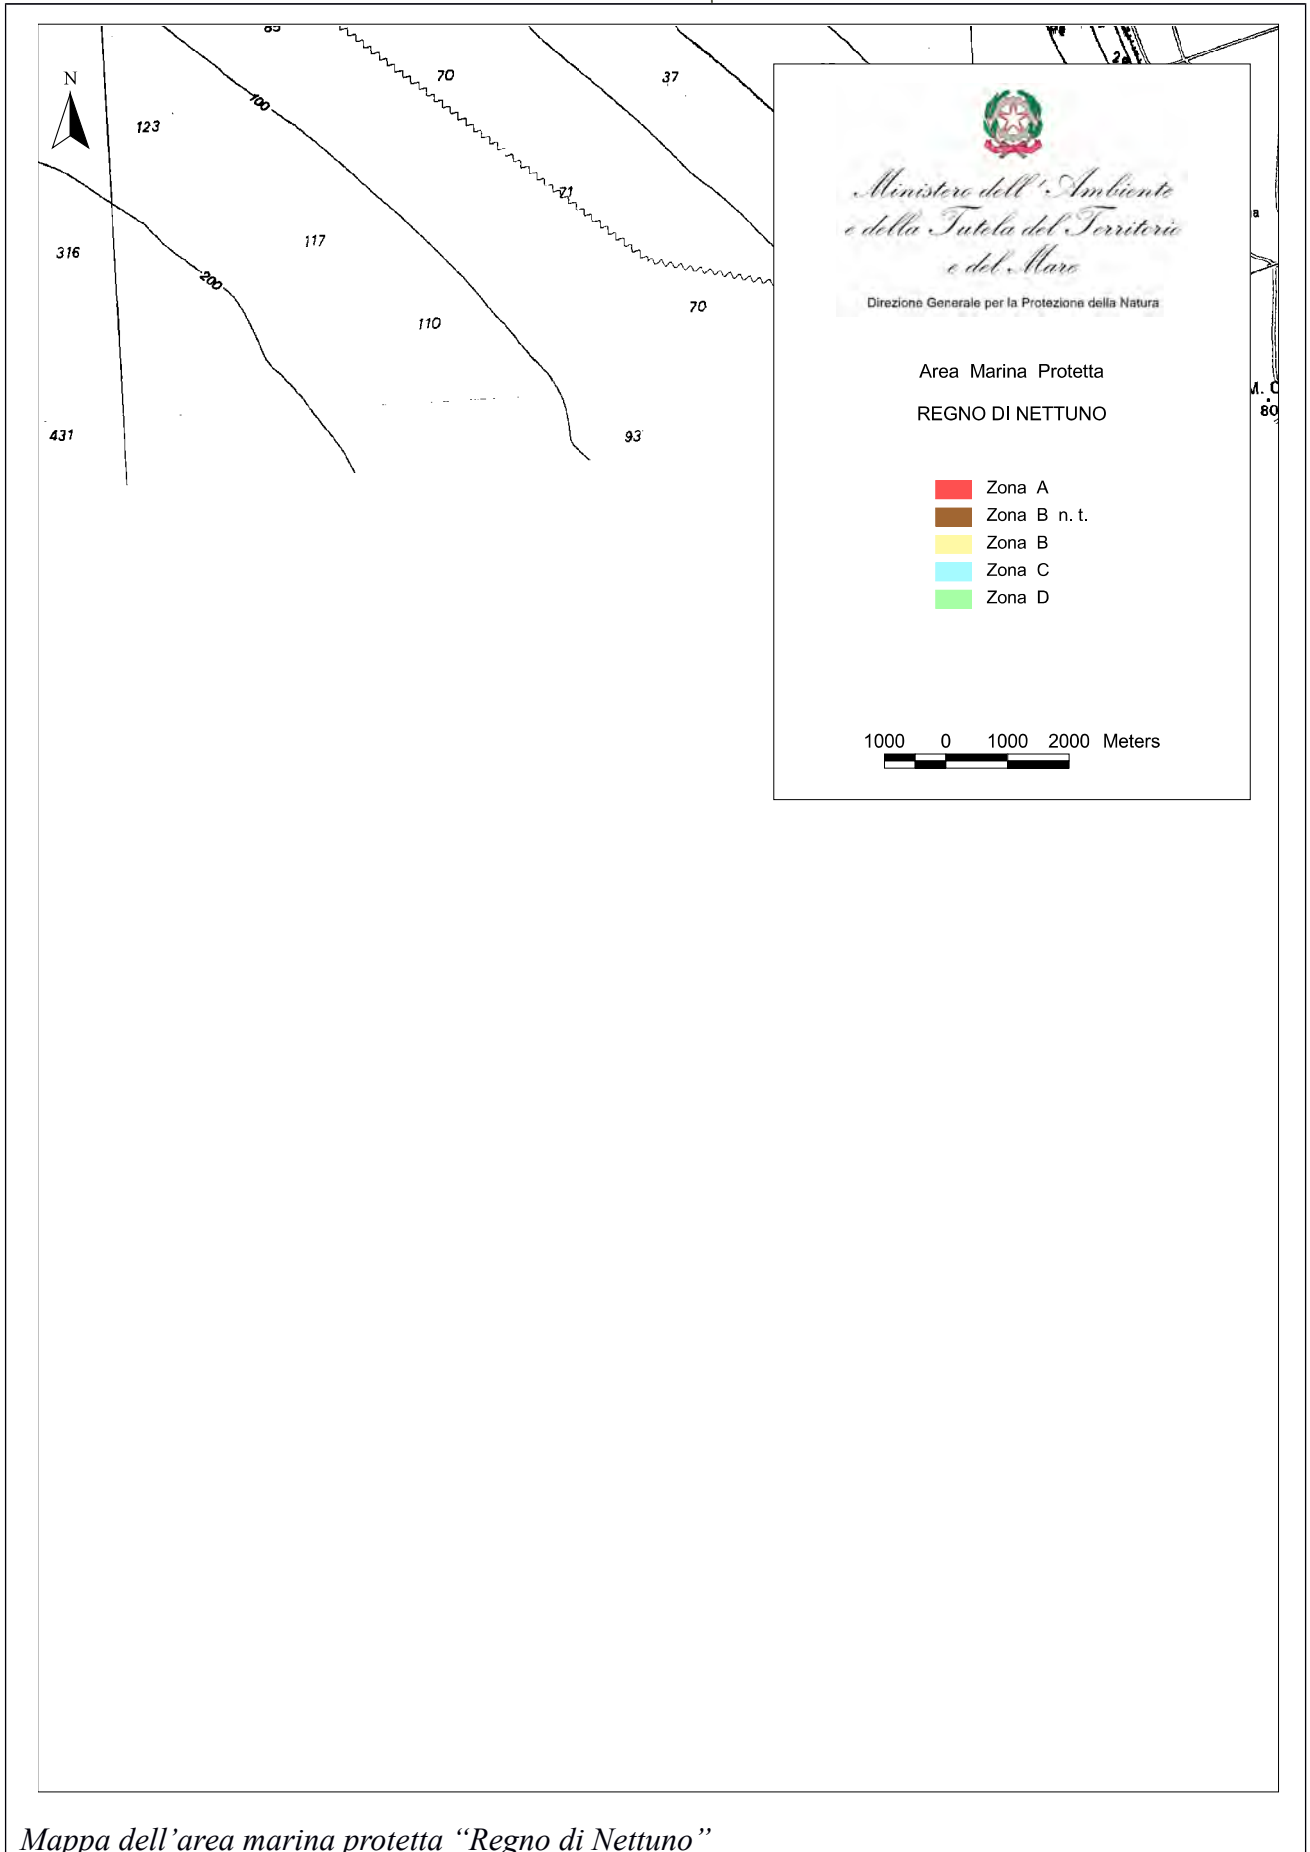 85
70
37
2
N
100
123
71
316
117
200
70
110
431
93
Ministero dell'Ambiente
e della Tutela del Territorio
e del Mare
Direzione Generale per la Protezione della Natura
a
Area Marina Protetta
REGNO DI NETTUNO
80
Zona A
Zona B n. t.
Zona B
Zona C
Zona D
1000 0 1000 2000 Meters
Mappa dell’area marina protetta “Regno di Nettuno”